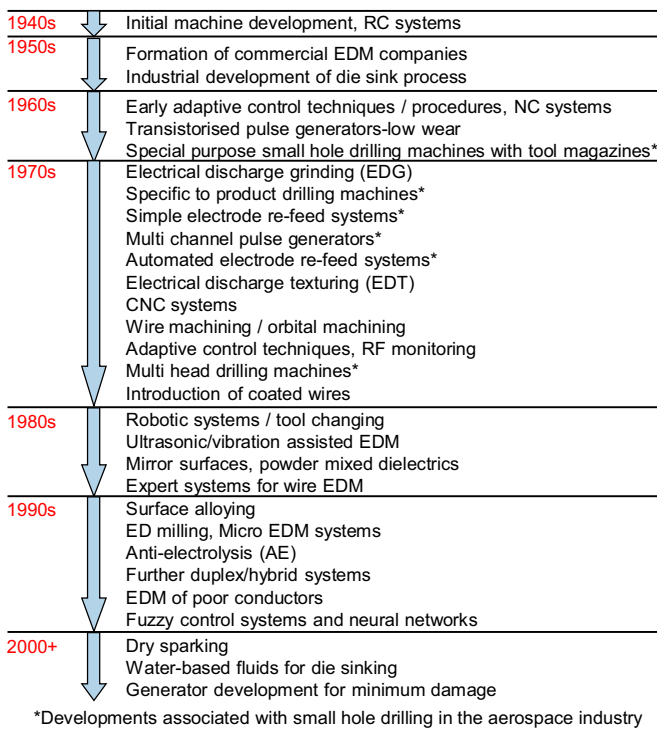 1940s Initial machine development, RC systems
1950s Formation of commercial EDM companies
Industrial development of die sink process
1960s Early adaptive control techniques / procedures, NC systems
Transistorised pulse generators-low wear
Special purpose small hole drilling machines with tool magazines*
1970s Electrical discharge grinding (EDG)
Specific to product drilling machines*
Simple electrode re-feed systems*
Multi channel pulse generators*
Automated electrode re-feed systems*
Electrical discharge texturing (EDT)
CNC systems
Wire machining / orbital machining
Adaptive control techniques, RF monitoring
Multi head drilling machines*
Introduction of coated wires
1980s Robotic systems / tool changing
Ultrasonic/vibration assisted EDM
Mirror surfaces, powder mixed dielectrics
Expert systems for wire EDM
1990s Surface alloying
ED milling, Micro EDM systems
Anti-electrolysis (AE)
Further duplex/hybrid systems
EDM of poor conductors
Fuzzy control systems and neural networks
2000+ Dry sparking
Water-based fluids for die sinking
Generator development for minimum damage
*Developments associated with small hole drilling in the aerospace industry